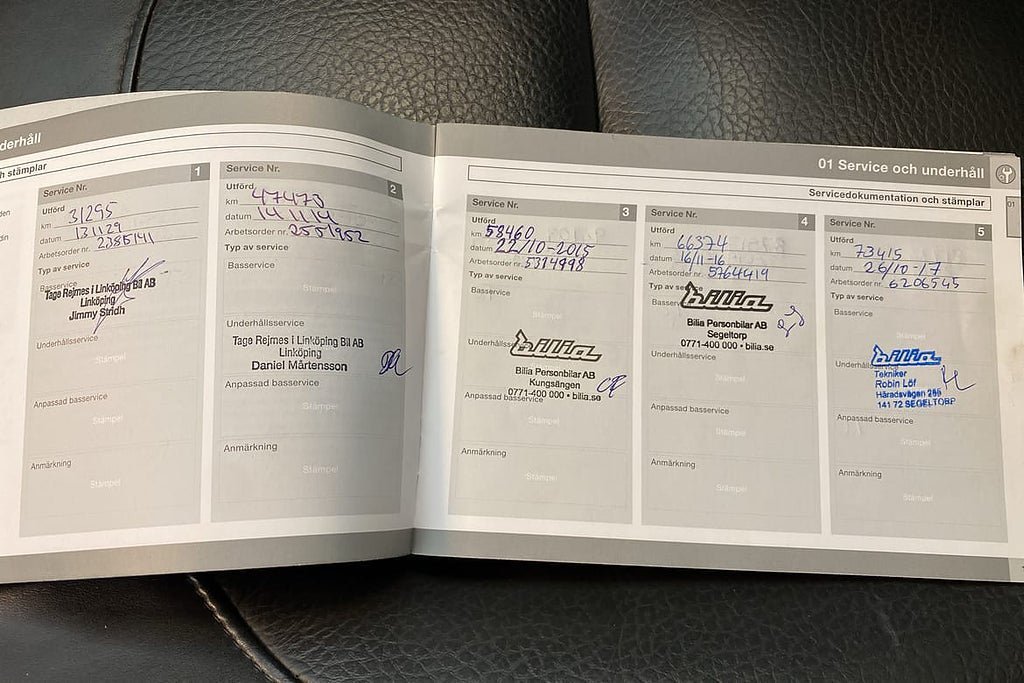 derhåll
h stämplar
Service Nr. 1
Utförd
km 31295
datum 131129
Arbetsorder nr. 2385141
Typ av service
Basservice
Tage Rejmes i Linköping Bil AB
Linköping
Jimmy Stridh
Underhållsservice
Stämpel
Anpassad basservice
Stämpel
Anmärkning
Stämpel
Service Nr. 2
Utförd
km 47470
datum 141114
Arbetsorder nr. 2551952
Typ av service
Basservice
Stämpel
Underhållsservice
Tage Rejmes i Linköping Bil AB
Linköping
Daniel Mårtensson
Anpassad basservice
Stämpel
Anmärkning
Stämpel
01 Service och underhåll
Servicedokumentation och stämplar
01
Service Nr. 3
Utförd
km 58460
datum 22/10-2015
Arbetsorder nr. 5314998
Typ av service
Basservice
Stämpel
Underhållsservice
bilia
Bilia Personbilar AB
Kungsängen
0771-400 000 • bilia.se
Anpassad basservice
Stämpel
Anmärkning
Stämpel
Service Nr. 4
Utförd
km 66374
datum 16/11-16
Arbetsorder nr. 5764419
Typ av service
Basservice
bilia
Bilia Personbilar AB
Segeltorp
0771-400 000 • bilia.se
Underhållsservice
Stämpel
Anpassad basservice
Stämpel
Anmärkning
Stämpel
Service Nr. 5
Utförd
km 73415
datum 26/10-17
Arbetsorder nr. 6206545
Typ av service
Basservice
Stämpel
Underhållsservice
bilia
Tekniker
Robin Löf
Häradsvägen 255
141 72 SEGELTORP
Anpassad basservice
Stämpel
Anmärkning
Stämpel